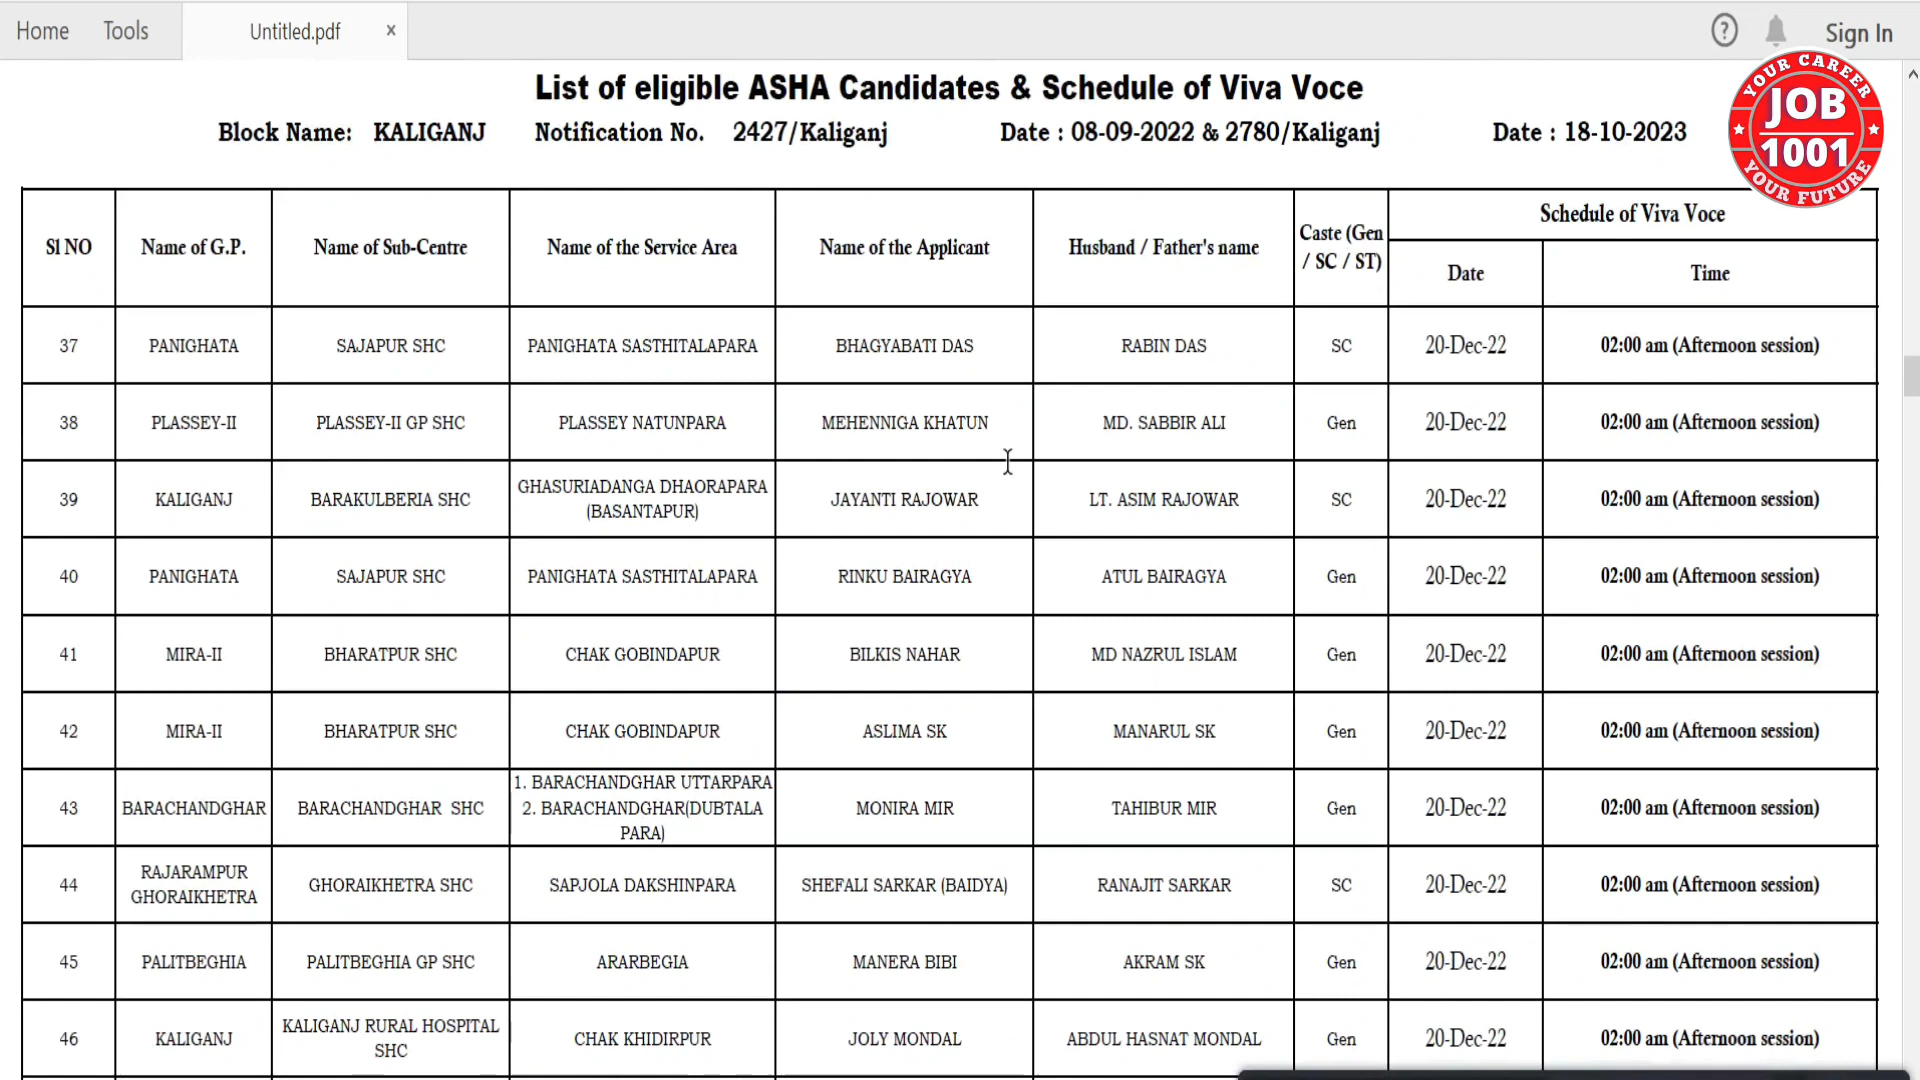 Home Tools Untitled.pdf × ? Sign In
YOUR CAREER
JOB
1001
YOUR FUTURE
List of eligible ASHA Candidates & Schedule of Viva Voce
Block Name: KALIGANJ Notification No. 2427/Kaliganj Date : 08-09-2022 & 2780/Kaliganj Date : 18-10-2023
Sl NO Name of G.P. Name of Sub-Centre Name of the Service Area Name of the Applicant Husband / Father's name Caste (Gen / SC / ST) Schedule of Viva Voce
Date Time
37 PANIGHATA SAJAPUR SHC PANIGHATA SASTHITALAPARA BHAGYABATI DAS RABIN DAS SC 20-Dec-22 02:00 am (Afternoon session)
38 PLASSEY-II PLASSEY-II GP SHC PLASSEY NATUNPARA MEHENNIGA KHATUN MD. SABBIR ALI Gen 20-Dec-22 02:00 am (Afternoon session)
39 KALIGANJ BARAKULBERIA SHC GHASURIADANGA DHAORAPARA (BASANTAPUR) JAYANTI RAJOWAR LT. ASIM RAJOWAR SC 20-Dec-22 02:00 am (Afternoon session)
40 PANIGHATA SAJAPUR SHC PANIGHATA SASTHITALAPARA RINKU BAIRAGYA ATUL BAIRAGYA Gen 20-Dec-22 02:00 am (Afternoon session)
41 MIRA-II BHARATPUR SHC CHAK GOBINDAPUR BILKIS NAHAR MD NAZRUL ISLAM Gen 20-Dec-22 02:00 am (Afternoon session)
42 MIRA-II BHARATPUR SHC CHAK GOBINDAPUR ASLIMA SK MANARUL SK Gen 20-Dec-22 02:00 am (Afternoon session)
43 BARACHANDGHAR BARACHANDGHAR SHC 1. BARACHANDGHAR UTTARPARA 2. BARACHANDGHAR(DUBTALA PARA) MONIRA MIR TAHIBUR MIR Gen 20-Dec-22 02:00 am (Afternoon session)
44 RAJARAMPUR GHORAIKHETRA GHORAIKHETRA SHC SAPJOLA DAKSHINPARA SHEFALI SARKAR (BAIDYA) RANAJIT SARKAR SC 20-Dec-22 02:00 am (Afternoon session)
45 PALITBEGHIA PALITBEGHIA GP SHC ARARBEGIA MANERA BIBI AKRAM SK Gen 20-Dec-22 02:00 am (Afternoon session)
46 KALIGANJ KALIGANJ RURAL HOSPITAL SHC CHAK KHIDIRPUR JOLY MONDAL ABDUL HASNAT MONDAL Gen 20-Dec-22 02:00 am (Afternoon session)